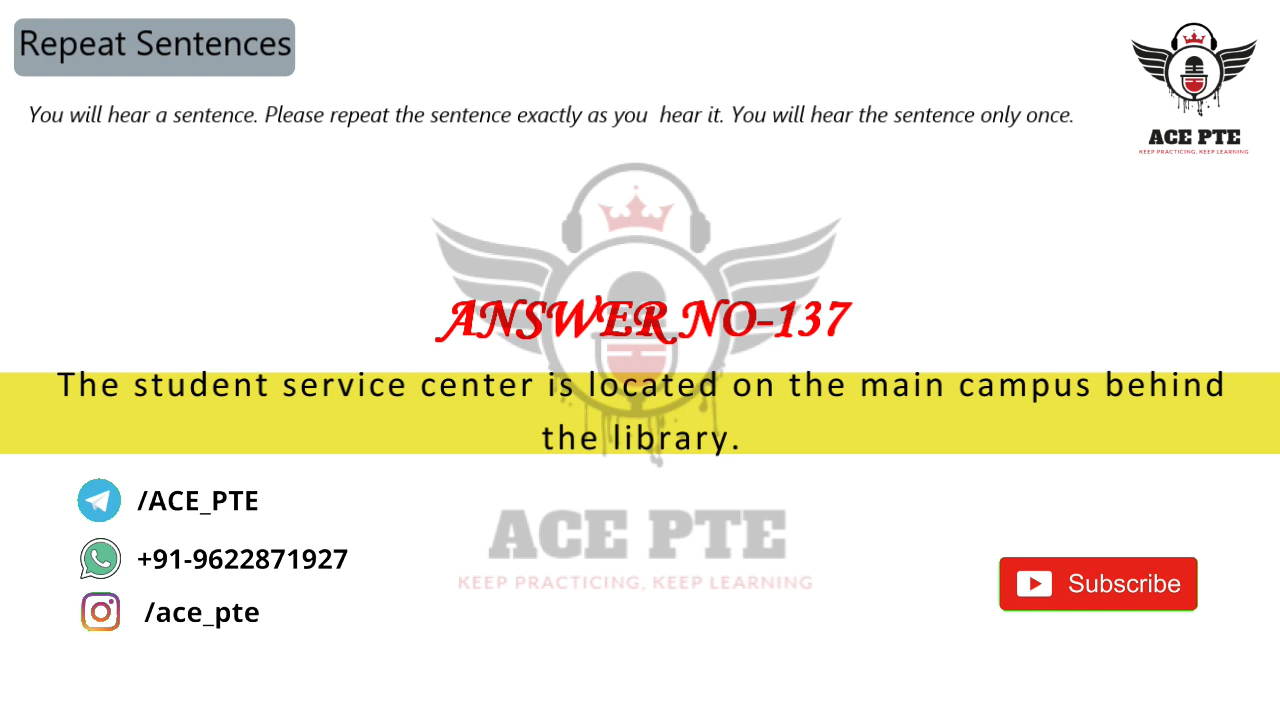 Repeat Sentences
You will hear a sentence. Please repeat the sentence exactly as you  hear it. You will hear the sentence only once.
ACE PTE
KEEP PRACTICING, KEEP LEARNING
ANSWER NO-137
The student service center is located on the main campus behind
the library.
/ACE_PTE
+91-9622871927
/ace_pte
ACE PTE
KEEP PRACTICING, KEEP LEARNING
Subscribe